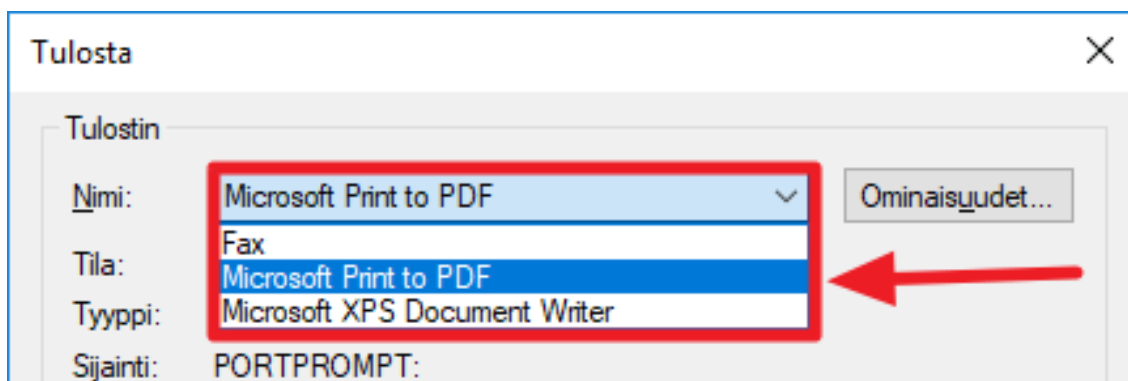 Tulosta
Tulostin
Nimi: Microsoft Print to PDF Ominaisuudet...
Fax
Tila: Microsoft Print to PDF
Tyyppi: Microsoft XPS Document Writer
Sijainti: PORTPROMPT: